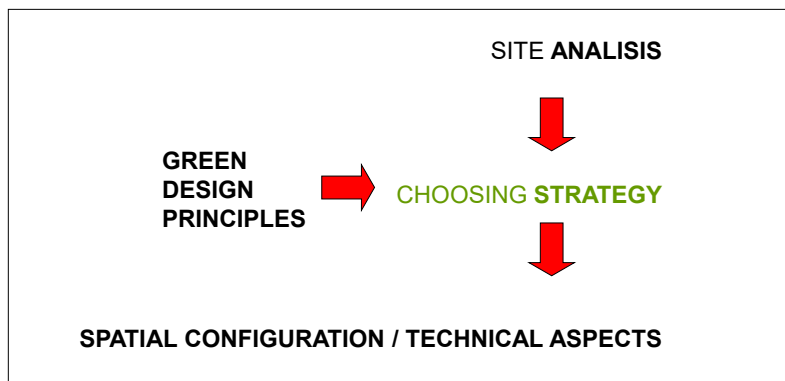 SITE ANALISIS
GREEN
DESIGN
PRINCIPLES
CHOOSING STRATEGY
SPATIAL CONFIGURATION / TECHNICAL ASPECTS